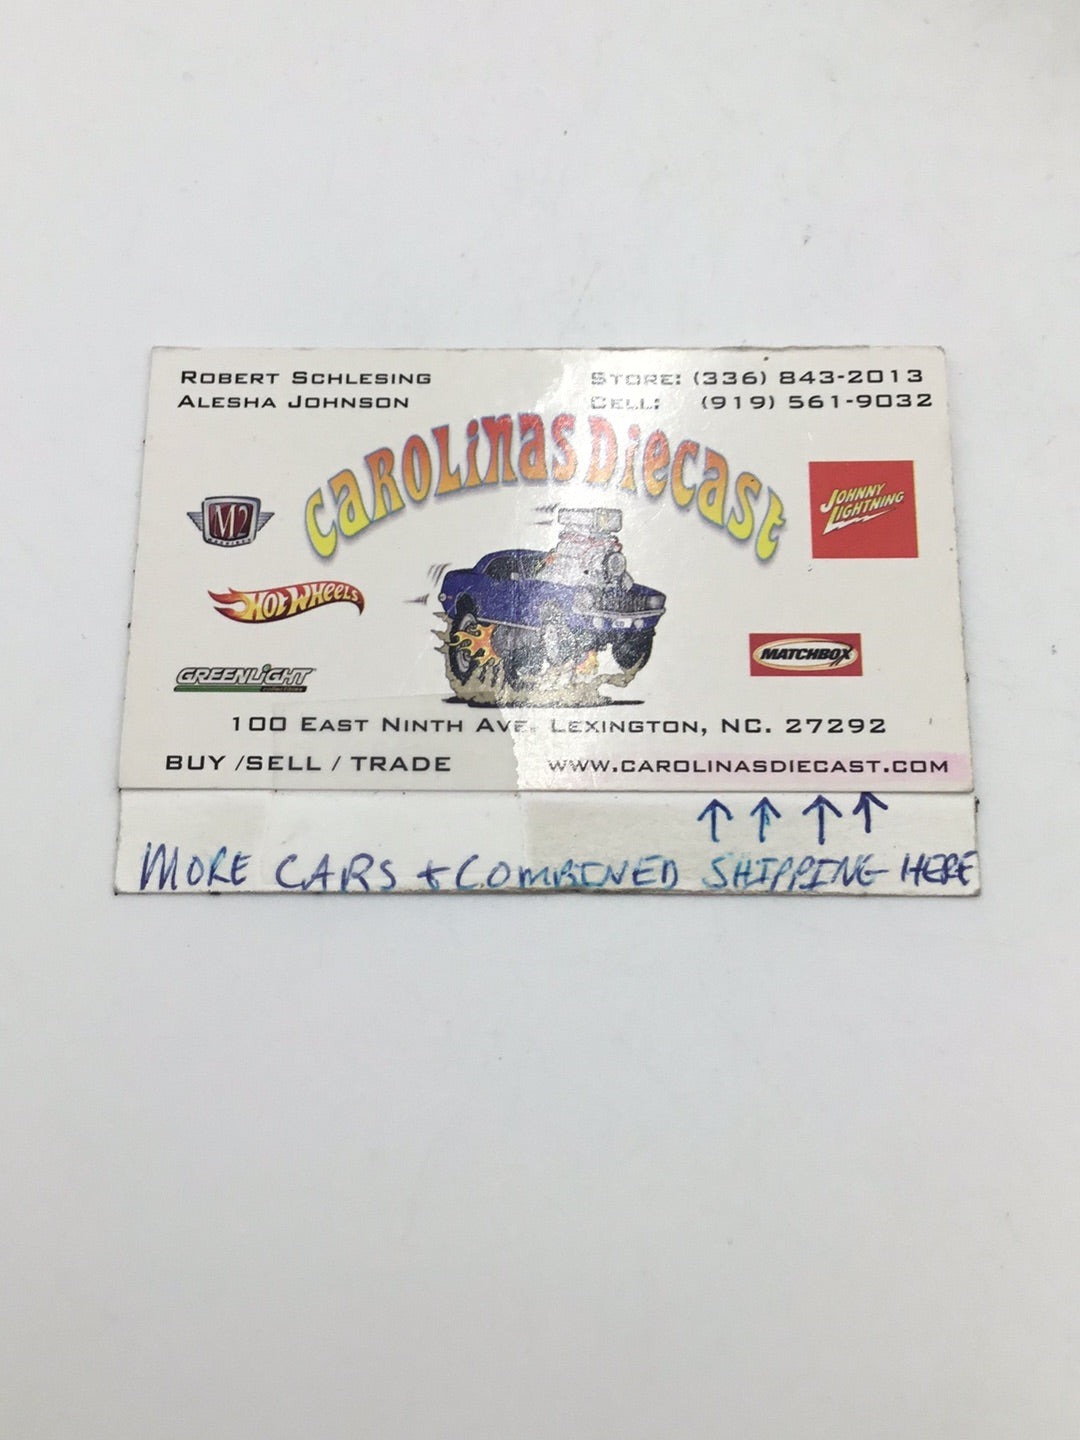 ROBERT SCHLESING
ALESHA JOHNSON
STORE: (336) 843-2013
CELL: (919) 561-9032
CAROLINAS DIECAST
M2
MACHINES
JOHNNY
LIGHTNING
HOT WHEELS
MATCHBOX
GREENLIGHT
100 EAST NINTH AVE. LEXINGTON, NC. 27292
BUY /SELL / TRADE
WWW.CAROLINASDIECAST.COM
↑ ↑ ↑ ↑
MORE CARS + COMBINED SHIPPING HERE